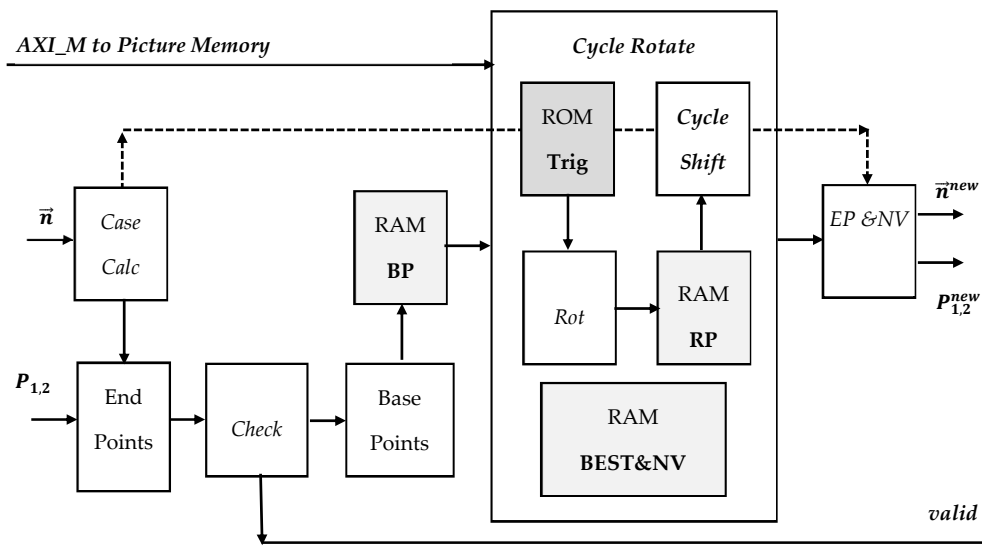 AXI_M to Picture Memory
Cycle Rotate
ROM
Trig
Cycle
Shift
n⃗
Case
Calc
RAM
BP
EP &NV
n⃗ⁿᵉʷ
Rot
RAM
RP
P₁,₂ⁿᵉʷ
P₁,₂
End
Points
Check
Base
Points
RAM
BEST&NV
valid